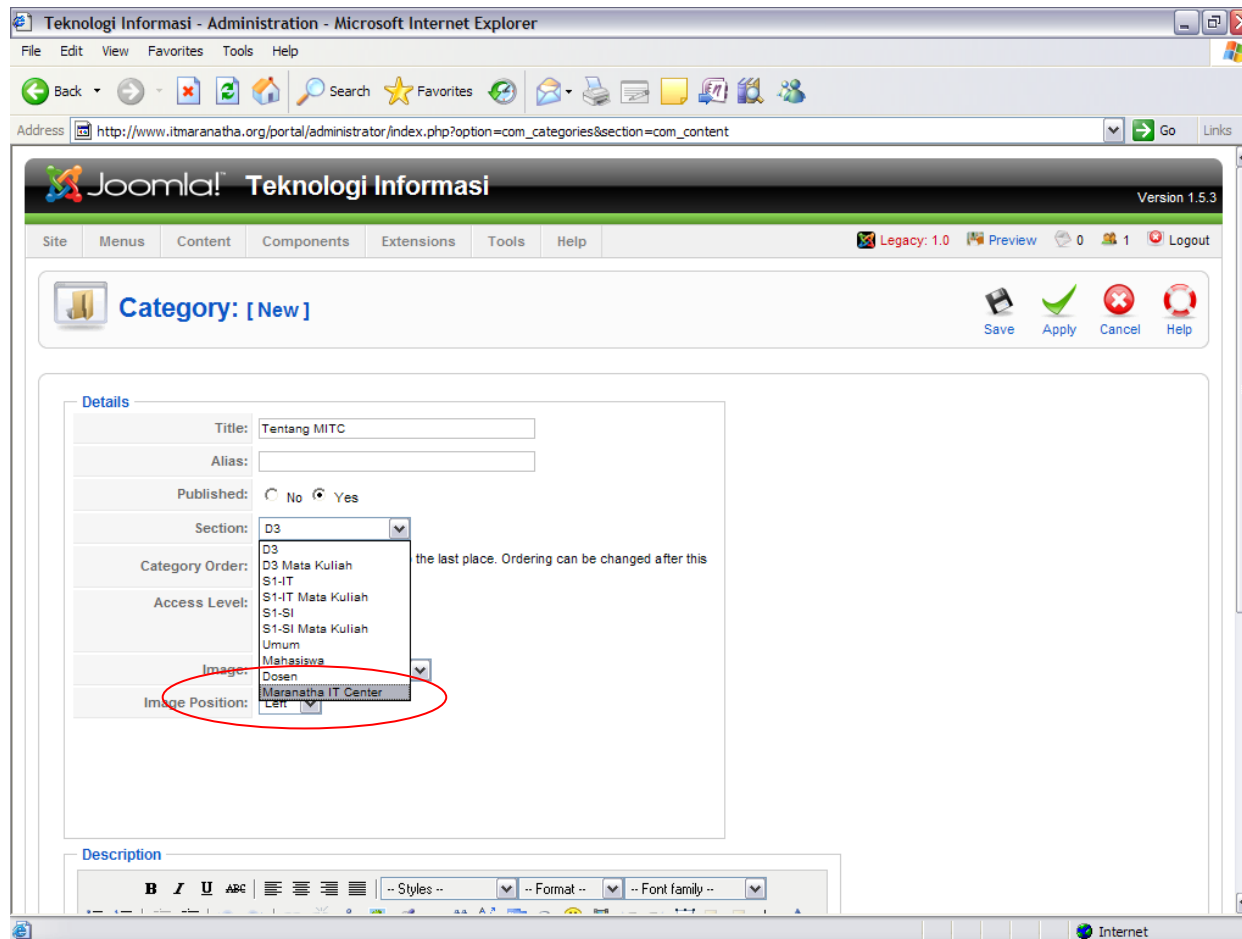 Teknologi Informasi - Administration - Microsoft Internet Explorer
File Edit View Favorites Tools Help
Back Search Favorites
Address http://www.itmaranatha.org/portal/administrator/index.php?option=com_categories&section=com_content Go Links
Joomla! Teknologi Informasi
Version 1.5.3
Site Menus Content Components Extensions Tools Help Legacy: 1.0 Preview 0 1 Logout
Category: [ New ]
Save Apply Cancel Help
Details
Title: Tentang MITC
Alias:
Published: No Yes
Section: D3
D3
the last place. Ordering can be changed after this
Category Order: D3 Mata Kuliah
S1-IT
S1-IT Mata Kuliah
Access Level:
S1-SI
S1-SI Mata Kuliah
Umum
Mahasiswa
Image:
Dosen
Maranatha IT Center
Image Position: Left
Description
B I U ABC -- Styles -- -- Format -- -- Font family --
Internet